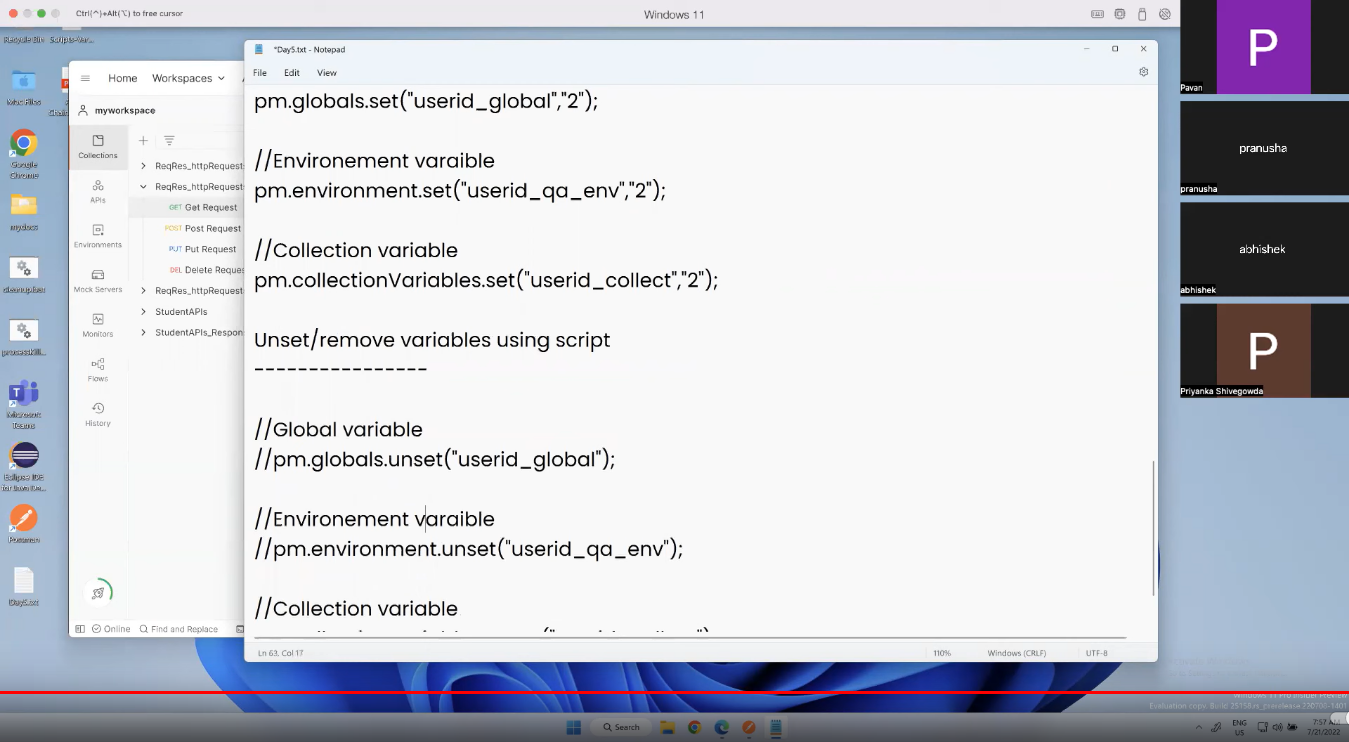 Ctrl(^)+Alt(⌥) to free cursor
Windows 11
Recycle Bin
Scripts-Var...
*Day5.txt - Notepad
File Edit View
Home Workspaces
myworkspace
Mac Files
Google Chrome
mydocs
Microsoft Teams
Eclipse IDE for Java De...
Postman
Day5.txt
Collections
APIs
Environments
Mock Servers
Monitors
Flows
History
ReqRes_httpRequests
ReqRes_httpRequests
GET Get Request
POST Post Request
PUT Put Request
DEL Delete Reque
ReqRes_httpRequests
StudentAPIs
StudentAPIs_Respon
Online Find and Replace
pm.globals.set("userid_global","2");
//Environement varaible
pm.environment.set("userid_qa_env","2");
//Collection variable
pm.collectionVariables.set("userid_collect","2");
Unset/remove variables using script
----------------
//Global variable
//pm.globals.unset("userid_global");
//Environement varaible
//pm.environment.unset("userid_qa_env");
//Collection variable
Ln 63, Col 17
110%
Windows (CRLF)
UTF-8
P
Pavan
pranusha
pranusha
abhishek
abhishek
P
Priyanka Shivegowda
Windows 11 Pro Insider Preview
Evaluation copy. Build 25158.rs_prerelease.220708-1401
Search
ENG
US
7:57 AM
7/21/2022